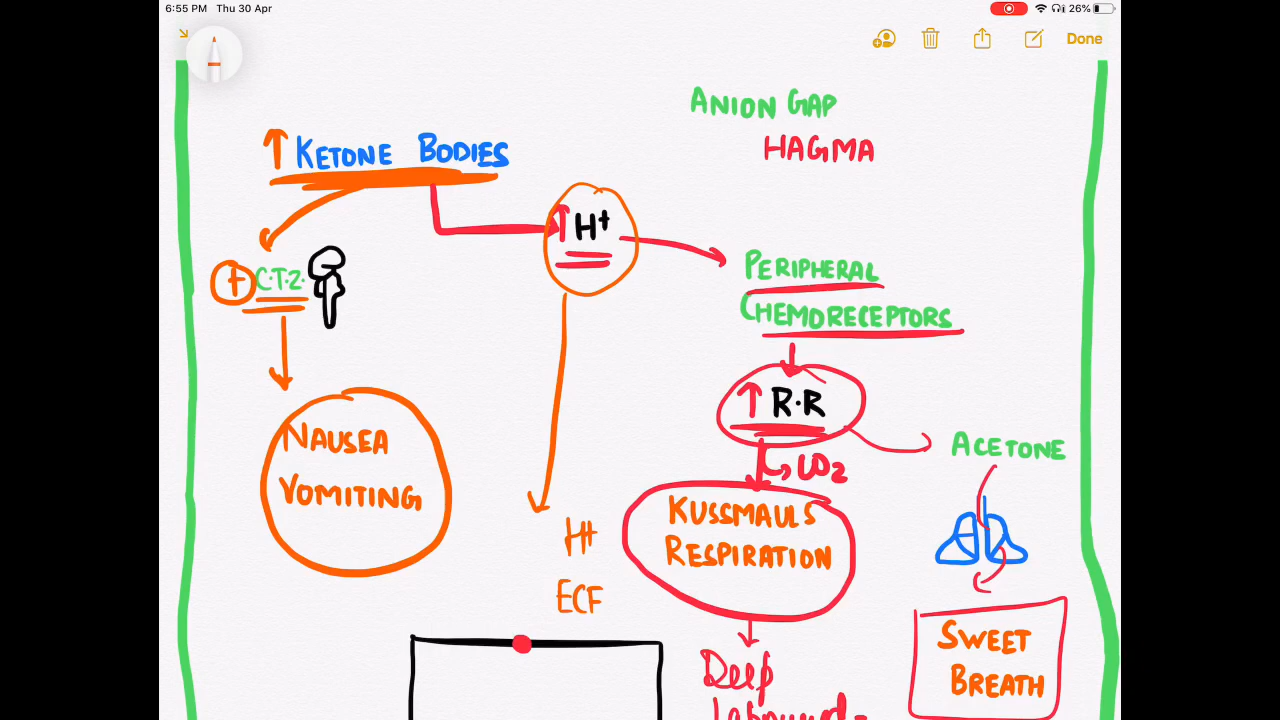 6:55 PM Thu 30 Apr
26%
Done
ANION GAP
HAGMA
↑ KETONE BODIES
↑ H+
PERIPHERAL
CHEMORECEPTORS
+ C.T.Z.
↑ R.R
CO2
ACETONE
NAUSEA
VOMITING
KUSSMAULS
RESPIRATION
H+
ECF
SWEET
BREATH
Deep